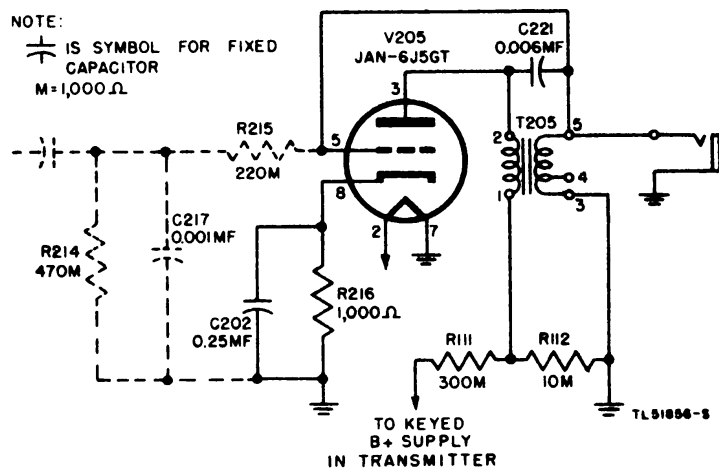 NOTE:
IS SYMBOL FOR FIXED
CAPACITOR
M=1,000Ω
V205
JAN-6J5GT
C221
0.006MF
3
T205
2
5
R215
220M
5
4
8
1
3
C217
0.001MF
2
7
R214
470M
R216
1,000Ω
C202
0.25MF
R111
300M
R112
10M
TL51856-S
TO KEYED
B+ SUPPLY
IN TRANSMITTER